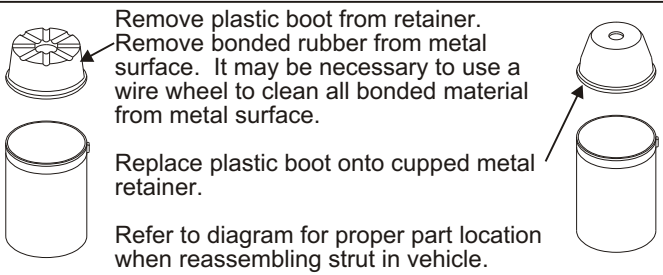 Remove plastic boot from retainer.
Remove bonded rubber from metal
surface.  It may be necessary to use a
wire wheel to clean all bonded material
from metal surface.
Replace plastic boot onto cupped metal
retainer.
Refer to diagram for proper part location
when reassembling strut in vehicle.